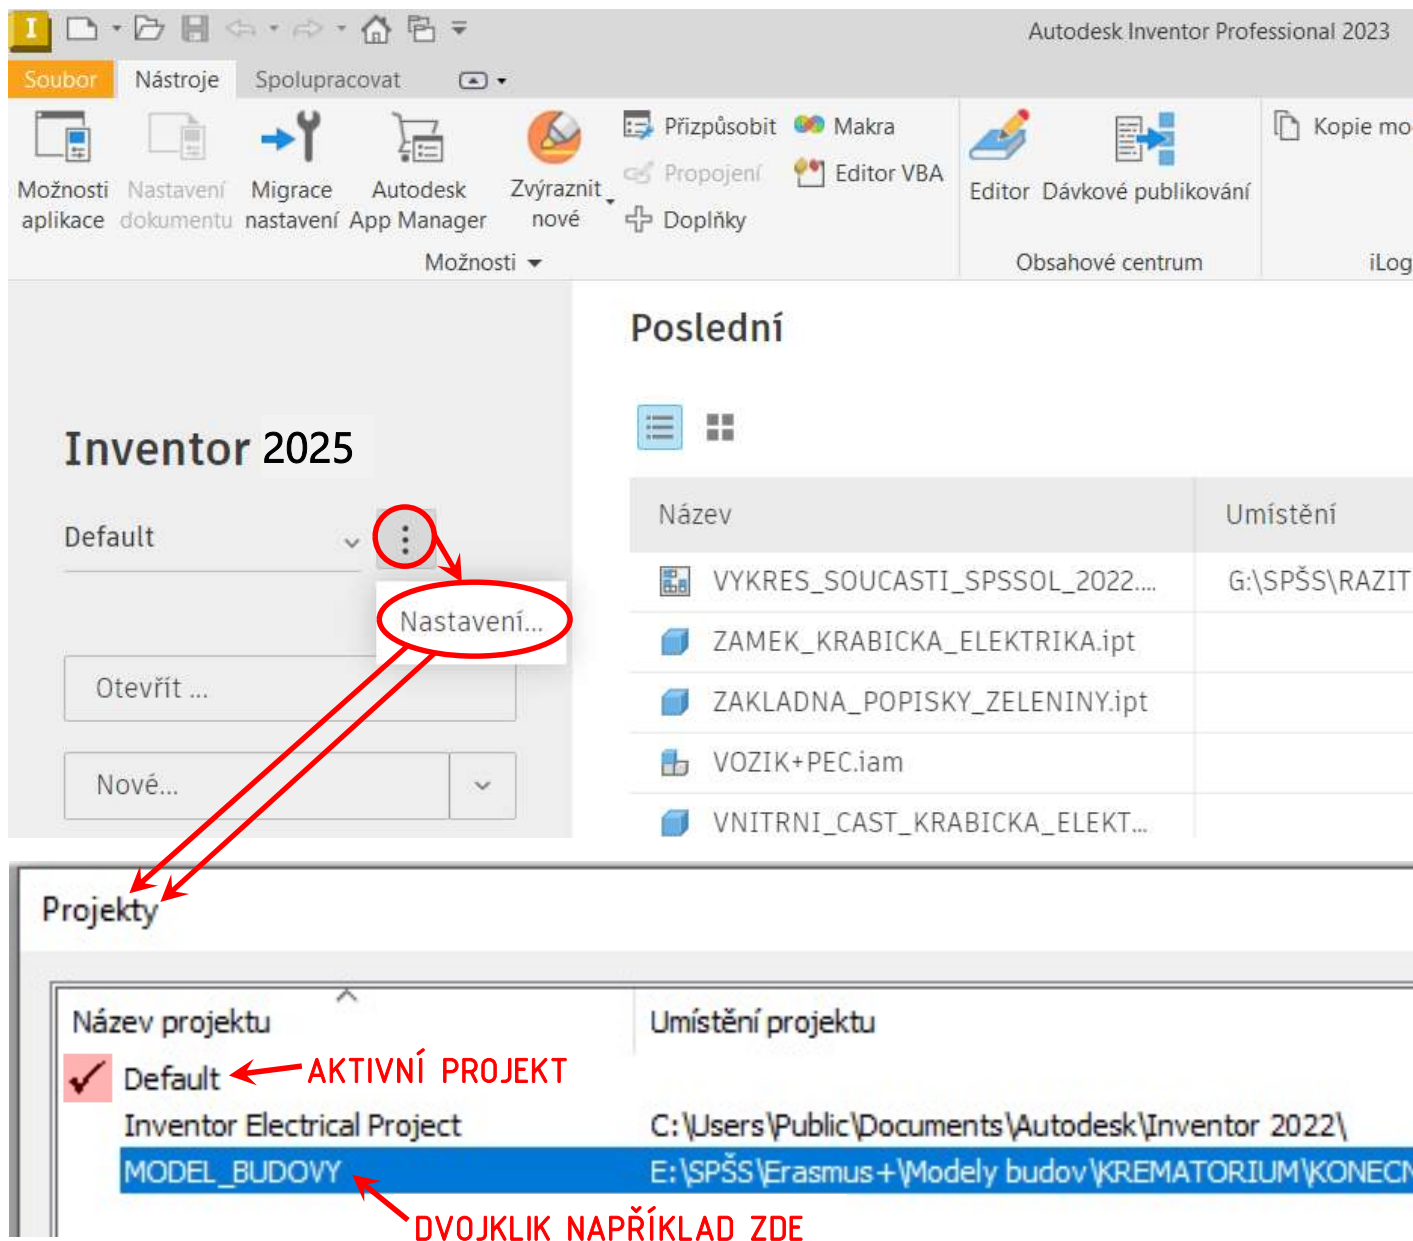 I
Autodesk Inventor Professional 2023
Soubor Nástroje Spolupracovat
Přizpůsobit Makra
Kopie mo
Propojení Editor VBA
Možnosti aplikace
Nastavení dokumentu
Migrace nastavení
Autodesk App Manager
Zvýraznit nové
Doplňky
Editor Dávkové publikování
Možnosti
Obsahové centrum
iLog
Poslední
Inventor 2025
Default
Nastavení...
Otevřít ...
Nové...
Název Umístění
VYKRES_SOUCASTI_SPSSOL_2022.... G:\SPŠS\RAZIT
ZAMEK_KRABICKA_ELEKTRIKA.ipt
ZAKLADNA_POPISKY_ZELENINY.ipt
VOZIK+PEC.iam
VNITRNI_CAST_KRABICKA_ELEKT...
Projekty
Název projektu Umístění projektu
Default AKTIVNÍ PROJEKT
Inventor Electrical Project C:\Users\Public\Documents\Autodesk\Inventor 2022\
MODEL_BUDOVY E:\SPŠS\Erasmus+\Modely budov\KREMATORIUM\KONECN
DVOJKLIK NAPŘÍKLAD ZDE